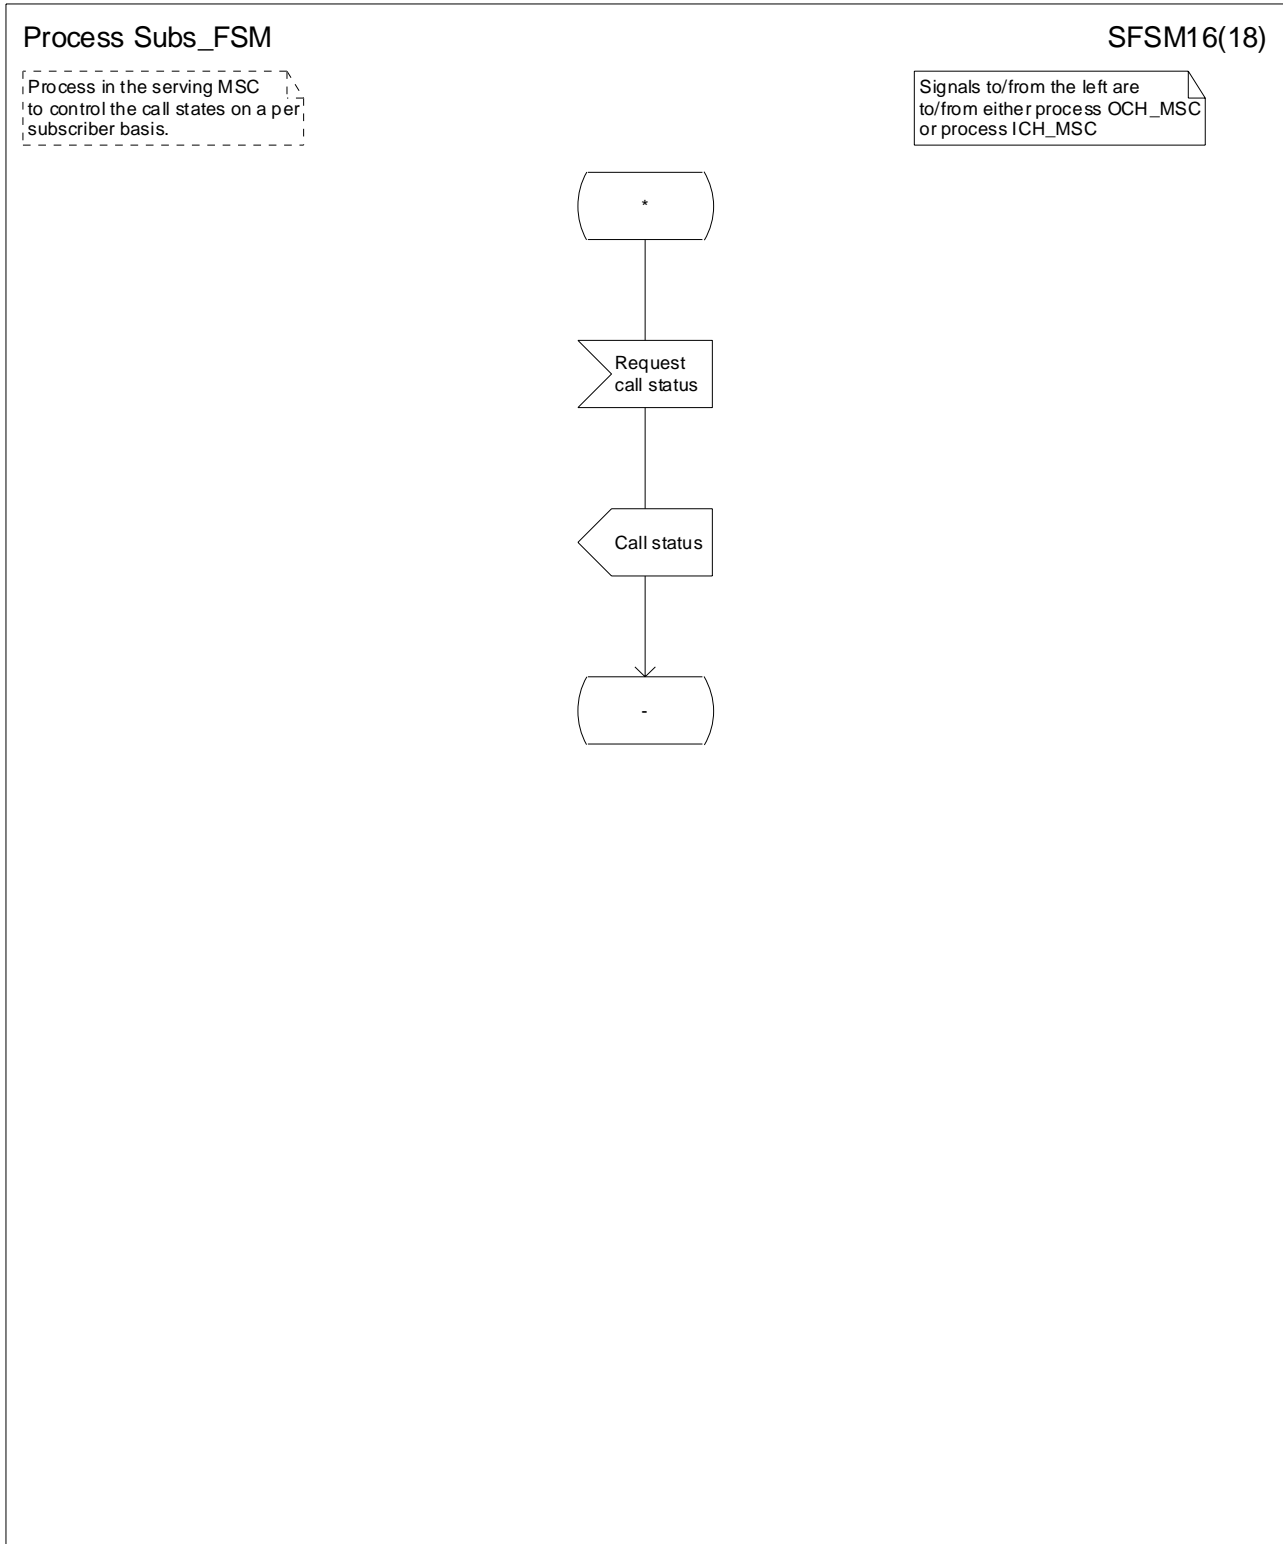 Process Subs_FSM
SFSM16(18)
Process in the serving MSC
to control the call states on a per
subscriber basis.
Signals to/from the left are
to/from either process OCH_MSC
or process ICH_MSC
*
Request
call status
Call status
-